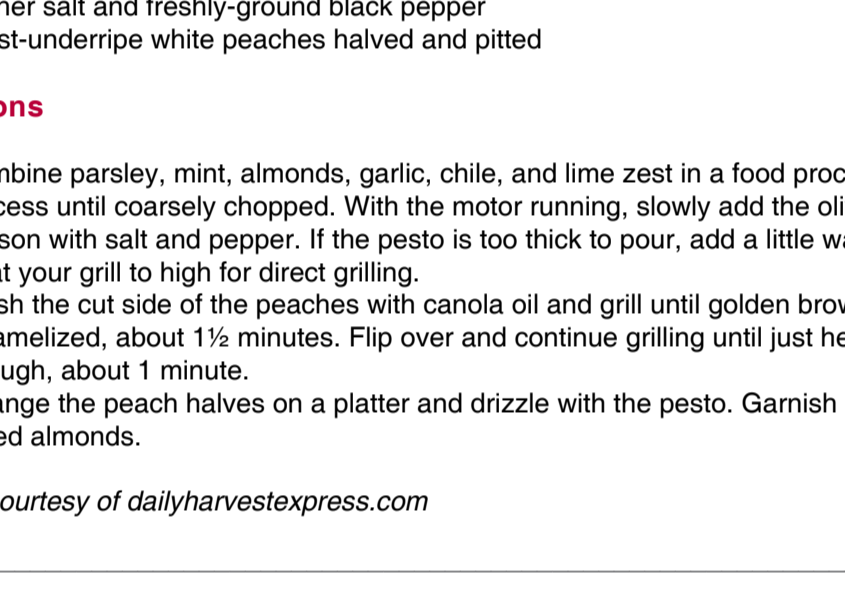 her salt and freshly-ground black pepper
st-underripe white peaches halved and pitted
ons
mbine parsley, mint, almonds, garlic, chile, and lime zest in a food proc
cess until coarsely chopped. With the motor running, slowly add the oli
son with salt and pepper. If the pesto is too thick to pour, add a little wa
at your grill to high for direct grilling.
sh the cut side of the peaches with canola oil and grill until golden brow
amelized, about 1½ minutes. Flip over and continue grilling until just he
ugh, about 1 minute.
ange the peach halves on a platter and drizzle with the pesto. Garnish
ed almonds.
ourtesy of dailyharvestexpress.com